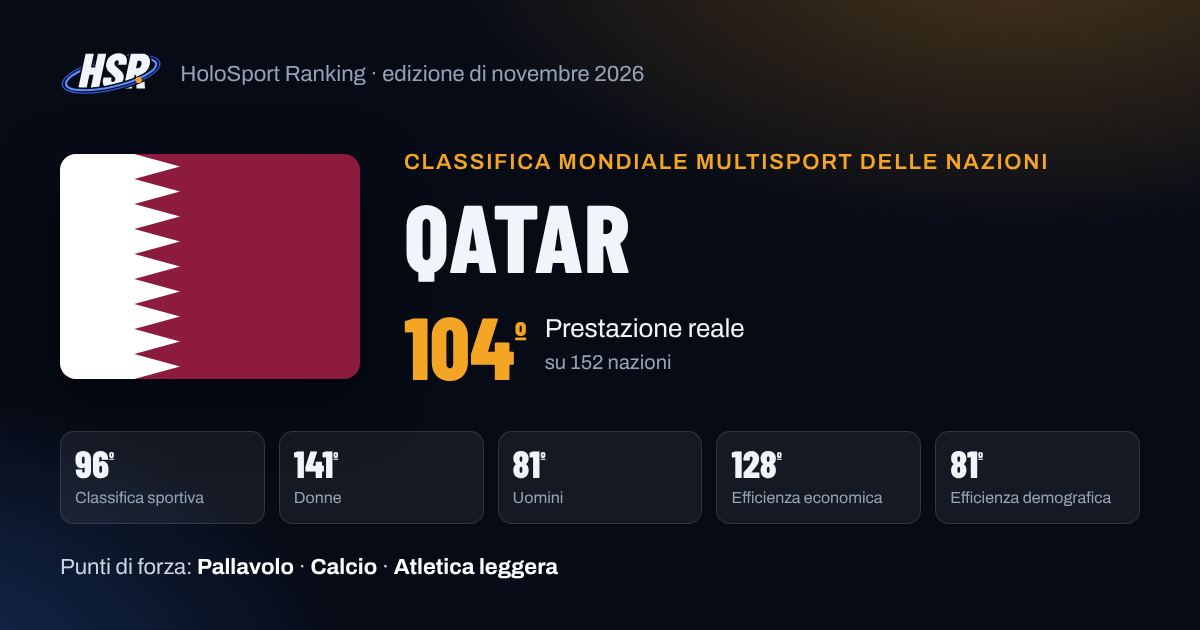 HSR
HoloSport Ranking · edizione di novembre 2026
CLASSIFICA MONDIALE MULTISPORT DELLE NAZIONI
QATAR
104º
Prestazione reale
su 152 nazioni
96º
Classifica sportiva
141º
Donne
81º
Uomini
128º
Efficienza economica
81º
Efficienza demografica
Punti di forza: Pallavolo · Calcio · Atletica leggera